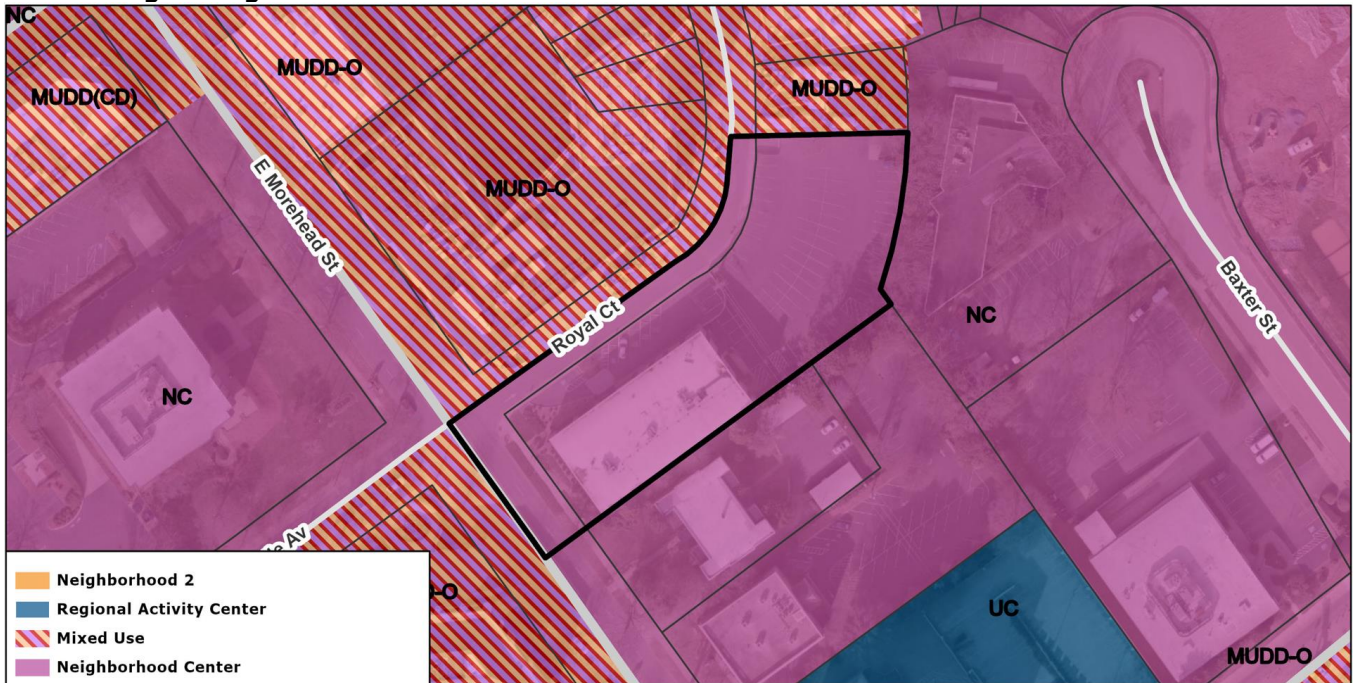 NC
MUDD-O
MUDD(CD)
MUDD-O
E Morehead St
MUDD-O
Royal Ct
NC
Baxter St
NC
Av
-O
UC
MUDD-O
Neighborhood 2
Regional Activity Center
Mixed Use
Neighborhood Center